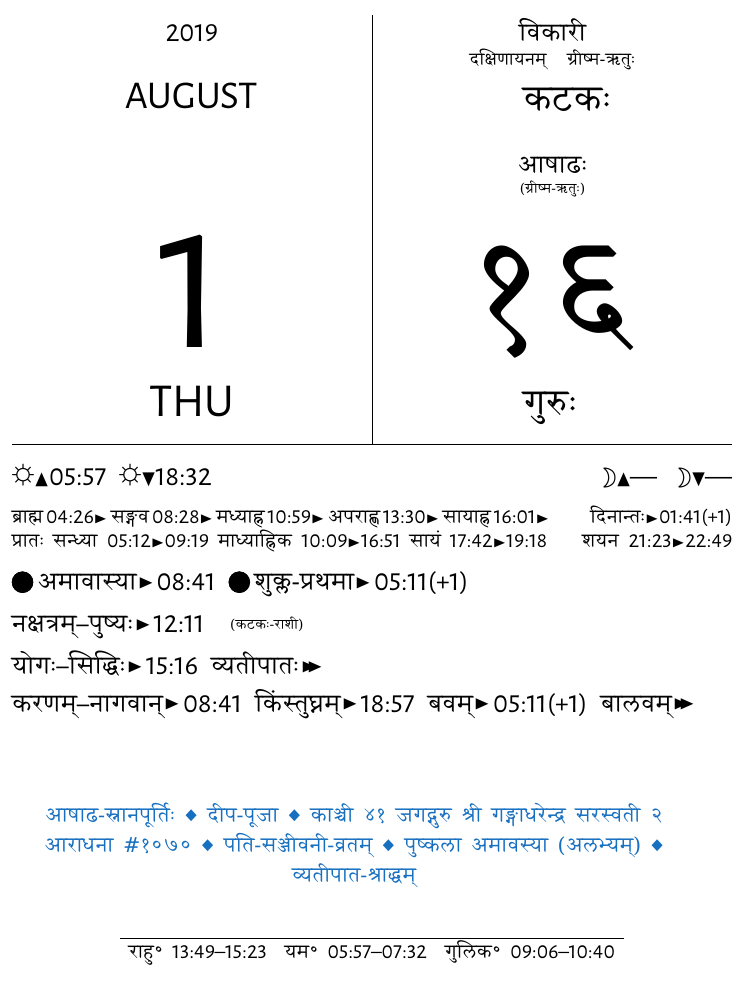 2019
AUGUST
1
THU
विकारी
दक्षिणायनम् ग्रीष्म-ऋतुः
कटकः
आषाढः
(ग्रीष्म-ऋतुः)
१६
गुरुः
☼▲05:57 ☼▼18:32 ☽▲── ☽▼──
ब्राह्म 04:26► सङ्गव 08:28► मध्याह्न 10:59► अपराह्ण 13:30► सायाह्न 16:01► दिनान्तः►01:41(+1)
प्रातः सन्ध्या 05:12►09:19 माध्याह्निक 10:09►16:51 सायं 17:42►19:18 शयन 21:23►22:49
●अमावास्या►08:41 ●शुक्ल-प्रथमा►05:11(+1)
नक्षत्रम्–पुष्यः►12:11 (कटकः-राशी)
योगः–सिद्धिः►15:16 व्यतीपातः►►
करणम्–नागवान्►08:41 किंस्तुघ्नम्►18:57 बवम्►05:11(+1) बालवम्►►
आषाढ-स्नानपूर्तिः ◆ दीप-पूजा ◆ काञ्ची ४१ जगद्गुरु श्री गङ्गाधरेन्द्र सरस्वती २
आराधना #१०७० ◆ पति-सञ्जीवनी-व्रतम् ◆ पुष्कला अमावस्या (अलभ्यम्) ◆
व्यतीपात-श्राद्धम्
राहु॰ 13:49–15:23 यम॰ 05:57–07:32 गुलिक॰ 09:06–10:40